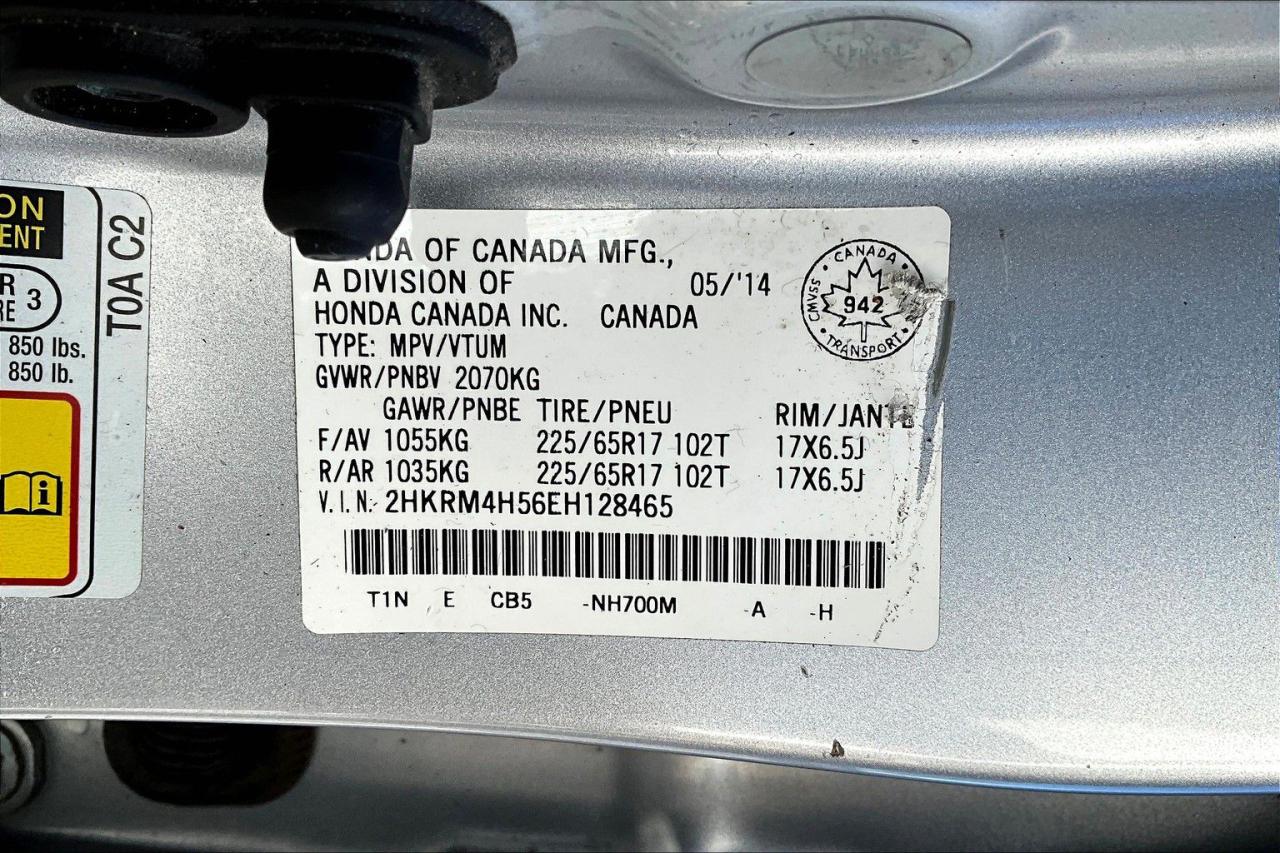 ON
ENT
R
RE 3
850 lbs.
850 lb.
T0A C2
DA OF CANADA MFG.,
A DIVISION OF 05/'14
HONDA CANADA INC. CANADA
CANADA
CMVSS 942
TRANSPORT
TYPE: MPV/VTUM
GVWR/PNBV 2070KG
GAWR/PNBE TIRE/PNEU RIM/JANTE
F/AV 1055KG 225/65R17 102T 17X6.5J
R/AR 1035KG 225/65R17 102T 17X6.5J
V.I.N: 2HKRM4H56EH128465
T1N E CB5 -NH700M -A -H